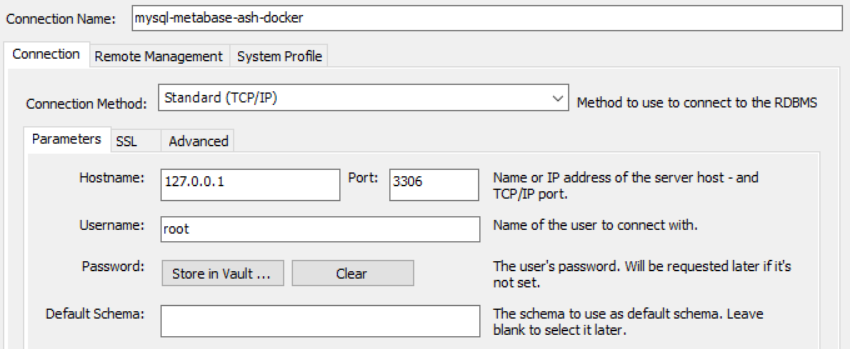 Connection Name: mysql-metabase-ash-docker
Connection Remote Management System Profile
Connection Method: Standard (TCP/IP) Method to use to connect to the RDBMS
Parameters SSL Advanced
Hostname: 127.0.0.1 Port: 3306 Name or IP address of the server host - and
TCP/IP port.
Username: root Name of the user to connect with.
Password: Store in Vault ... Clear The user's password. Will be requested later if it's
not set.
Default Schema: The schema to use as default schema. Leave
blank to select it later.